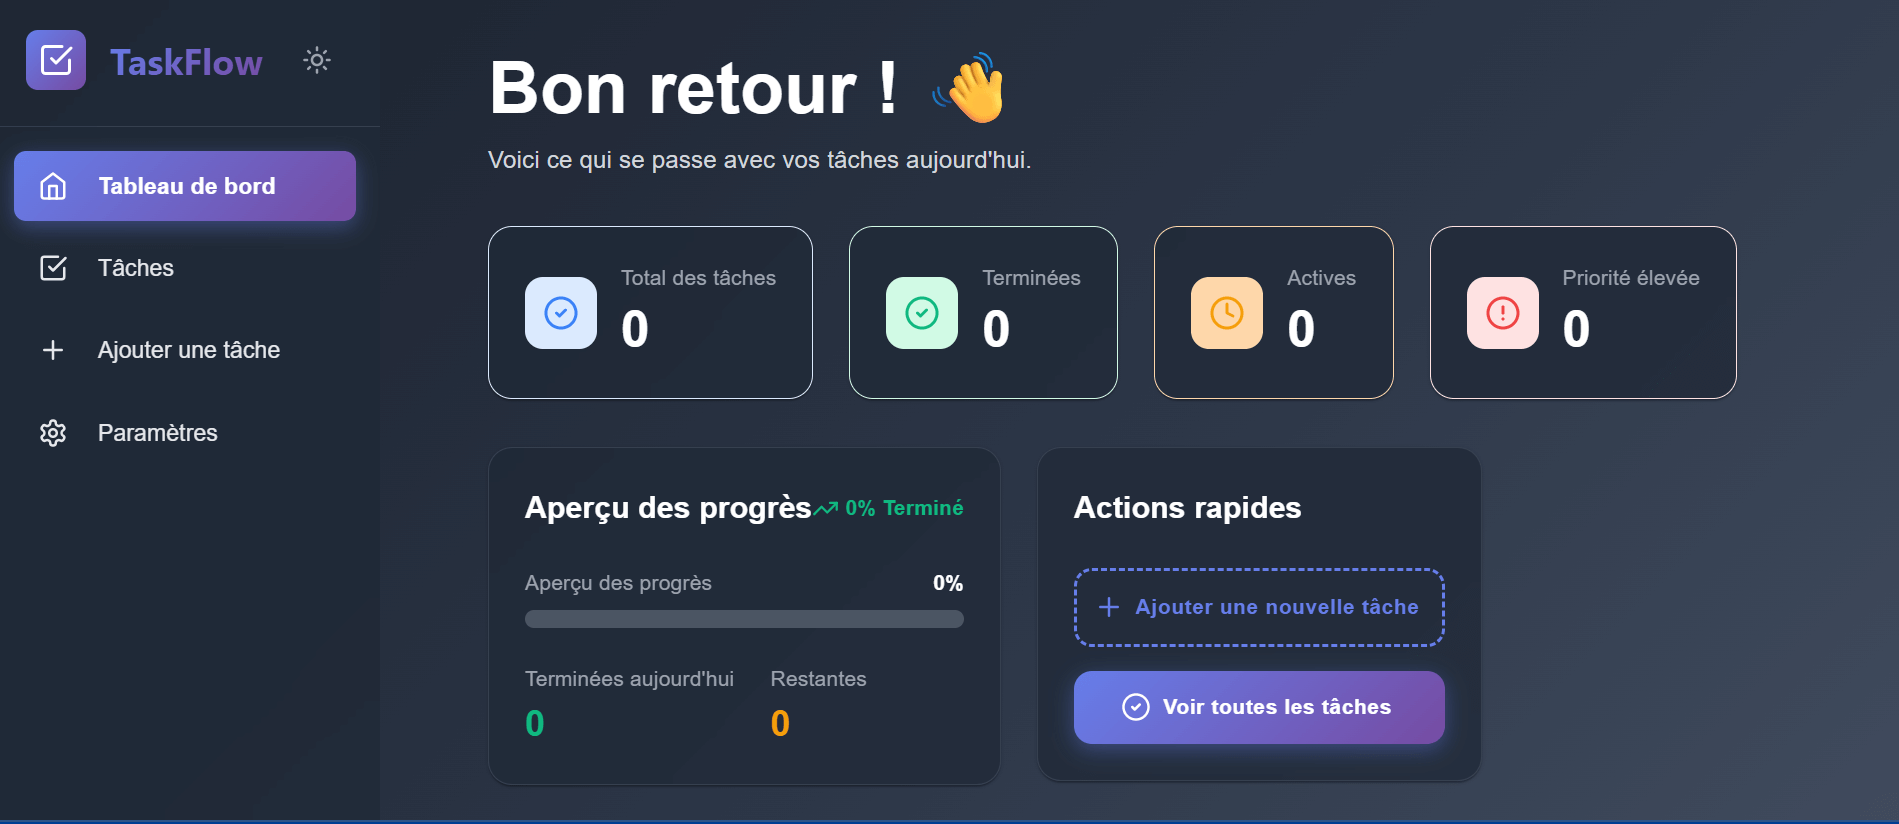 TaskFlow
Tableau de bord
Tâches
Ajouter une tâche
Paramètres
Bon retour !
Voici ce qui se passe avec vos tâches aujourd'hui.
Total des tâches
0
Terminées
0
Actives
0
Priorité élevée
0
Aperçu des progrès 0% Terminé
Aperçu des progrès 0%
Terminées aujourd'hui
0
Restantes
0
Actions rapides
Ajouter une nouvelle tâche
Voir toutes les tâches